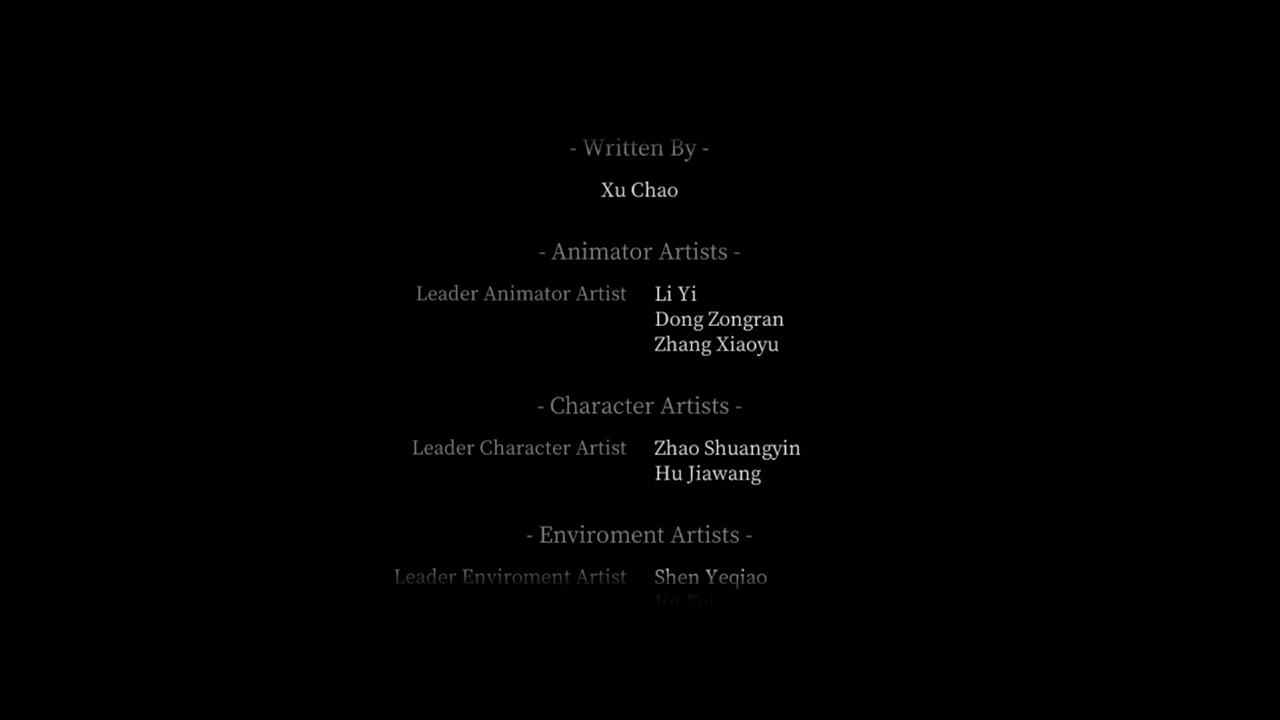 - Written By -
Xu Chao
- Animator Artists -
Leader Animator Artist Li Yi
Dong Zongran
Zhang Xiaoyu
- Character Artists -
Leader Character Artist Zhao Shuangyin
Hu Jiawang
- Enviroment Artists -
Leader Enviroment Artist Shen Yeqiao